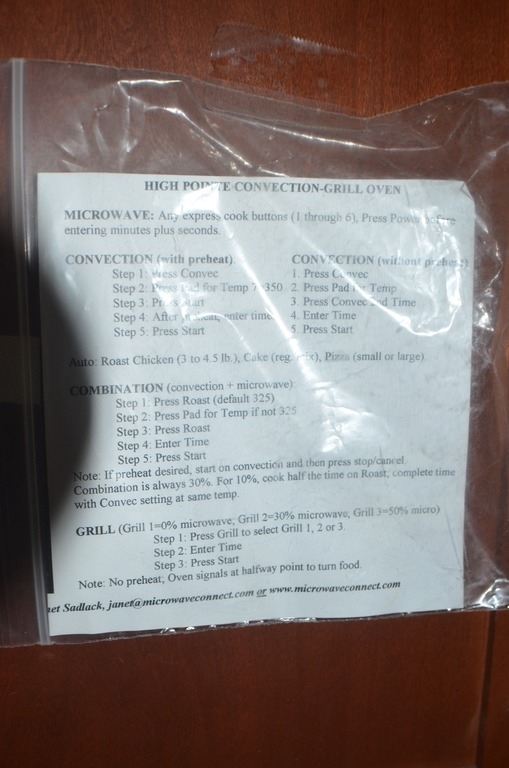 HIGH POINTE CONVECTION-GRILL OVEN
MICROWAVE: Any express cook buttons (1 through 6), Press Power before
entering minutes plus seconds.
CONVECTION (with preheat)
Step 1: Press Convec
Step 2: Press Pad for Temp 350
Step 3: Press Start
Step 4: After preheat, enter time
Step 5: Press Start
CONVECTION (without preheat)
1. Press Convec
2. Press Pad for Temp
3. Press Convec and Time
4. Enter Time
5. Press Start
Auto: Roast Chicken (3 to 4.5 lb.), Cake (reg. mix), Pizza (small or large)
COMBINATION (convection + microwave)
Step 1: Press Roast (default 325)
Step 2: Press Pad for Temp if not 325
Step 3: Press Roast
Step 4: Enter Time
Step 5: Press Start
Note: If preheat desired, start on convection and then press stop/cancel.
Combination is always 30%. For 10%, cook half the time on Roast; complete time
with Convec setting at same temp.
GRILL (Grill 1=0% microwave; Grill 2=30% microwave, Grill 3=50% micro)
Step 1: Press Grill to select Grill 1, 2 or 3.
Step 2: Enter Time
Step 3: Press Start
Note: No preheat; Oven signals at halfway point to turn food.
net Sadlack, janet@microwaveconnect.com or www.microwaveconnect.com